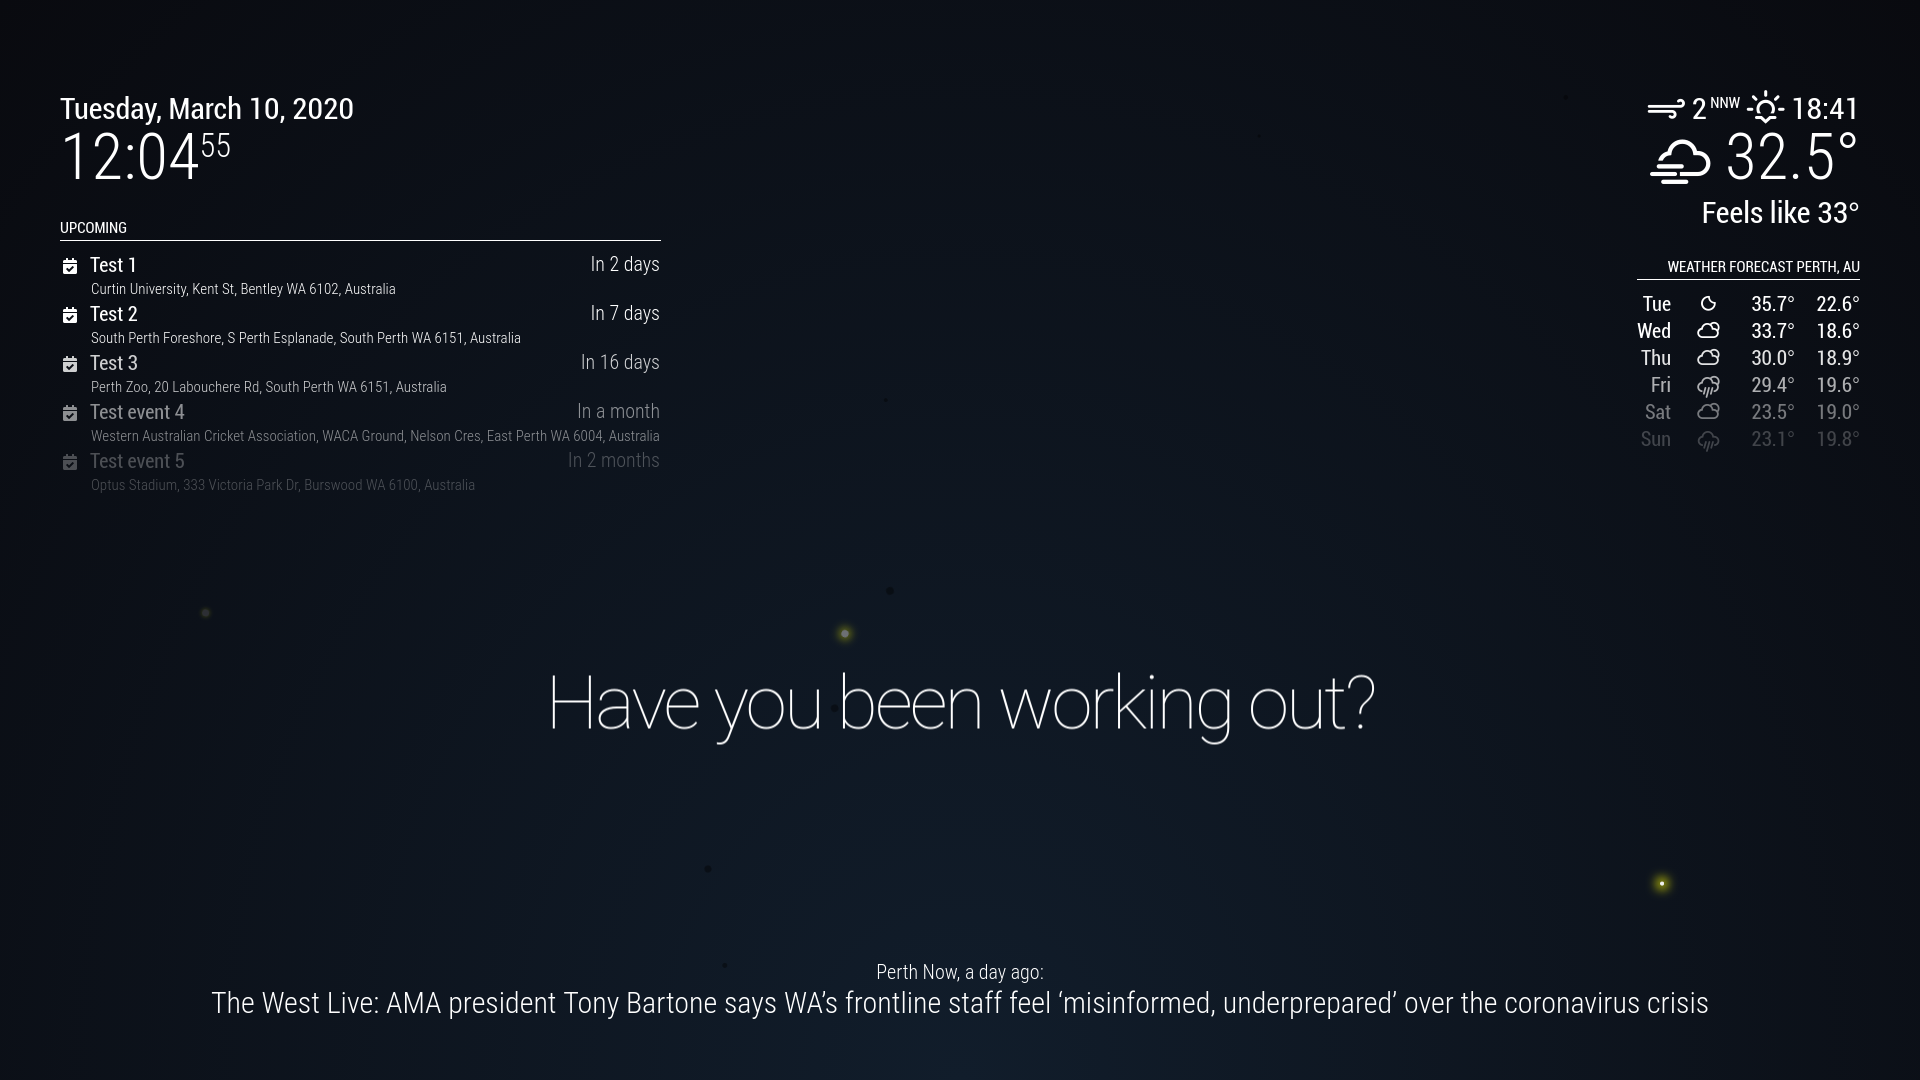 Tuesday, March 10, 2020
12:04 55
UPCOMING
Test 1 In 2 days
Curtin University, Kent St, Bentley WA 6102, Australia
Test 2 In 7 days
South Perth Foreshore, S Perth Esplanade, South Perth WA 6151, Australia
Test 3 In 16 days
Perth Zoo, 20 Labouchere Rd, South Perth WA 6151, Australia
Test event 4 In a month
Western Australian Cricket Association, WACA Ground, Nelson Cres, East Perth WA 6004, Australia
Test event 5 In 2 months
Optus Stadium, 333 Victoria Park Dr, Burswood WA 6100, Australia
2 NNW 18:41
32.5°
Feels like 33°
WEATHER FORECAST PERTH, AU
Tue 35.7° 22.6°
Wed 33.7° 18.6°
Thu 30.0° 18.9°
Fri 29.4° 19.6°
Sat 23.5° 19.0°
Sun 23.1° 19.8°
Have you been working out?
Perth Now, a day ago:
The West Live: AMA president Tony Bartone says WA’s frontline staff feel ‘misinformed, underprepared’ over the coronavirus crisis